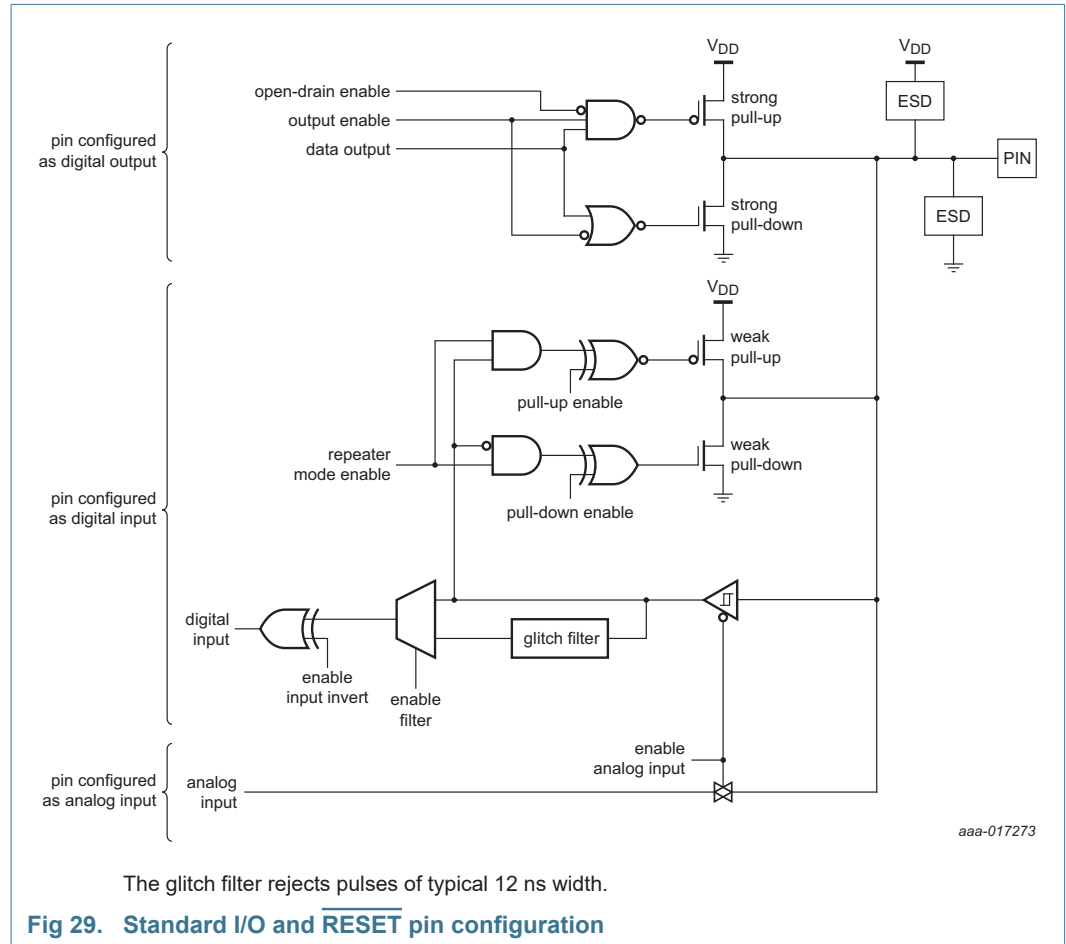 VDD
VDD
open-drain enable
strong
pull-up
ESD
output enable
pin configured
as digital output
data output
PIN
strong
pull-down
ESD
VDD
weak
pull-up
pull-up enable
repeater
mode enable
weak
pull-down
pin configured
as digital input
pull-down enable
digital
input
glitch filter
enable
input invert
enable
filter
enable
analog input
pin configured
as analog input
analog
input
aaa-017273
The glitch filter rejects pulses of typical 12 ns width.
Fig 29. Standard I/O and RESET pin configuration